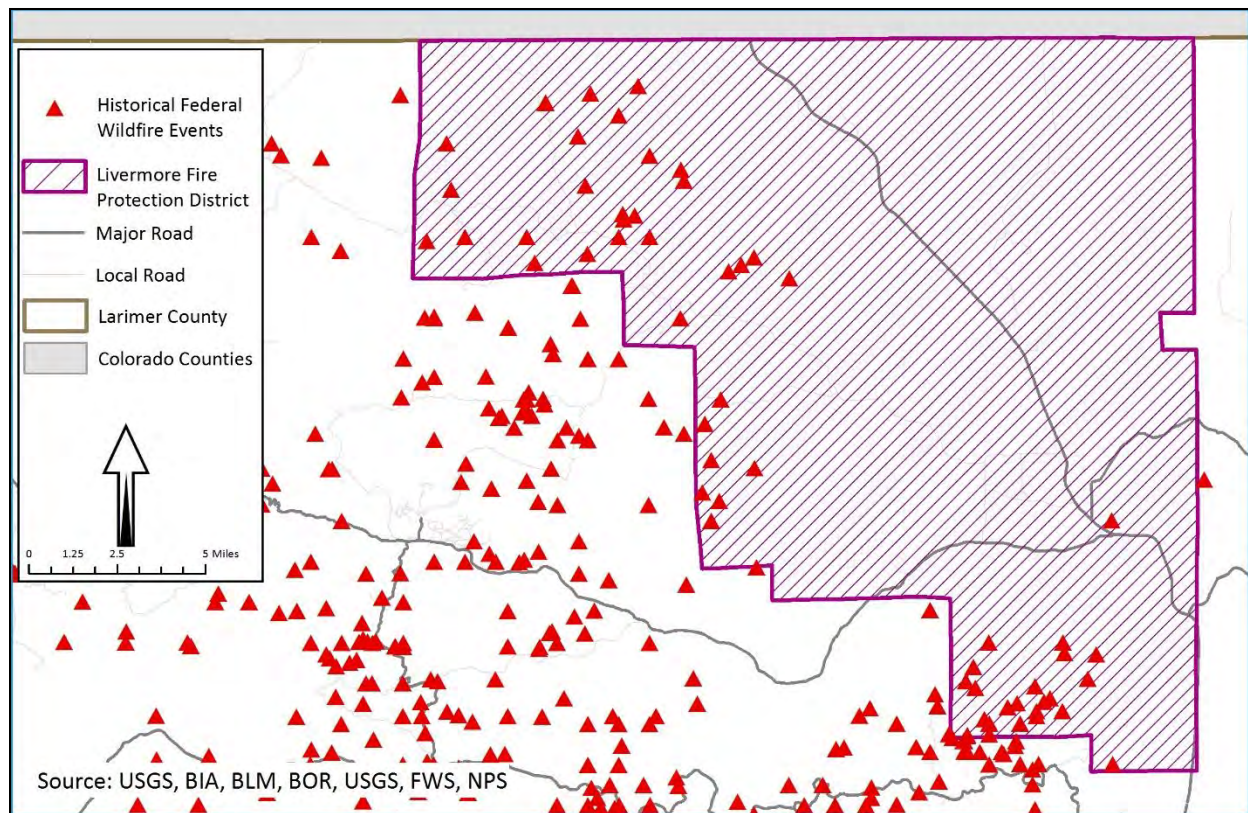 Historical Federal
Wildfire Events
Livermore Fire
Protection District
Major Road
Local Road
Larimer County
Colorado Counties
0 1.25 2.5 5 Miles
Source: USGS, BIA, BLM, BOR, USGS, FWS, NPS